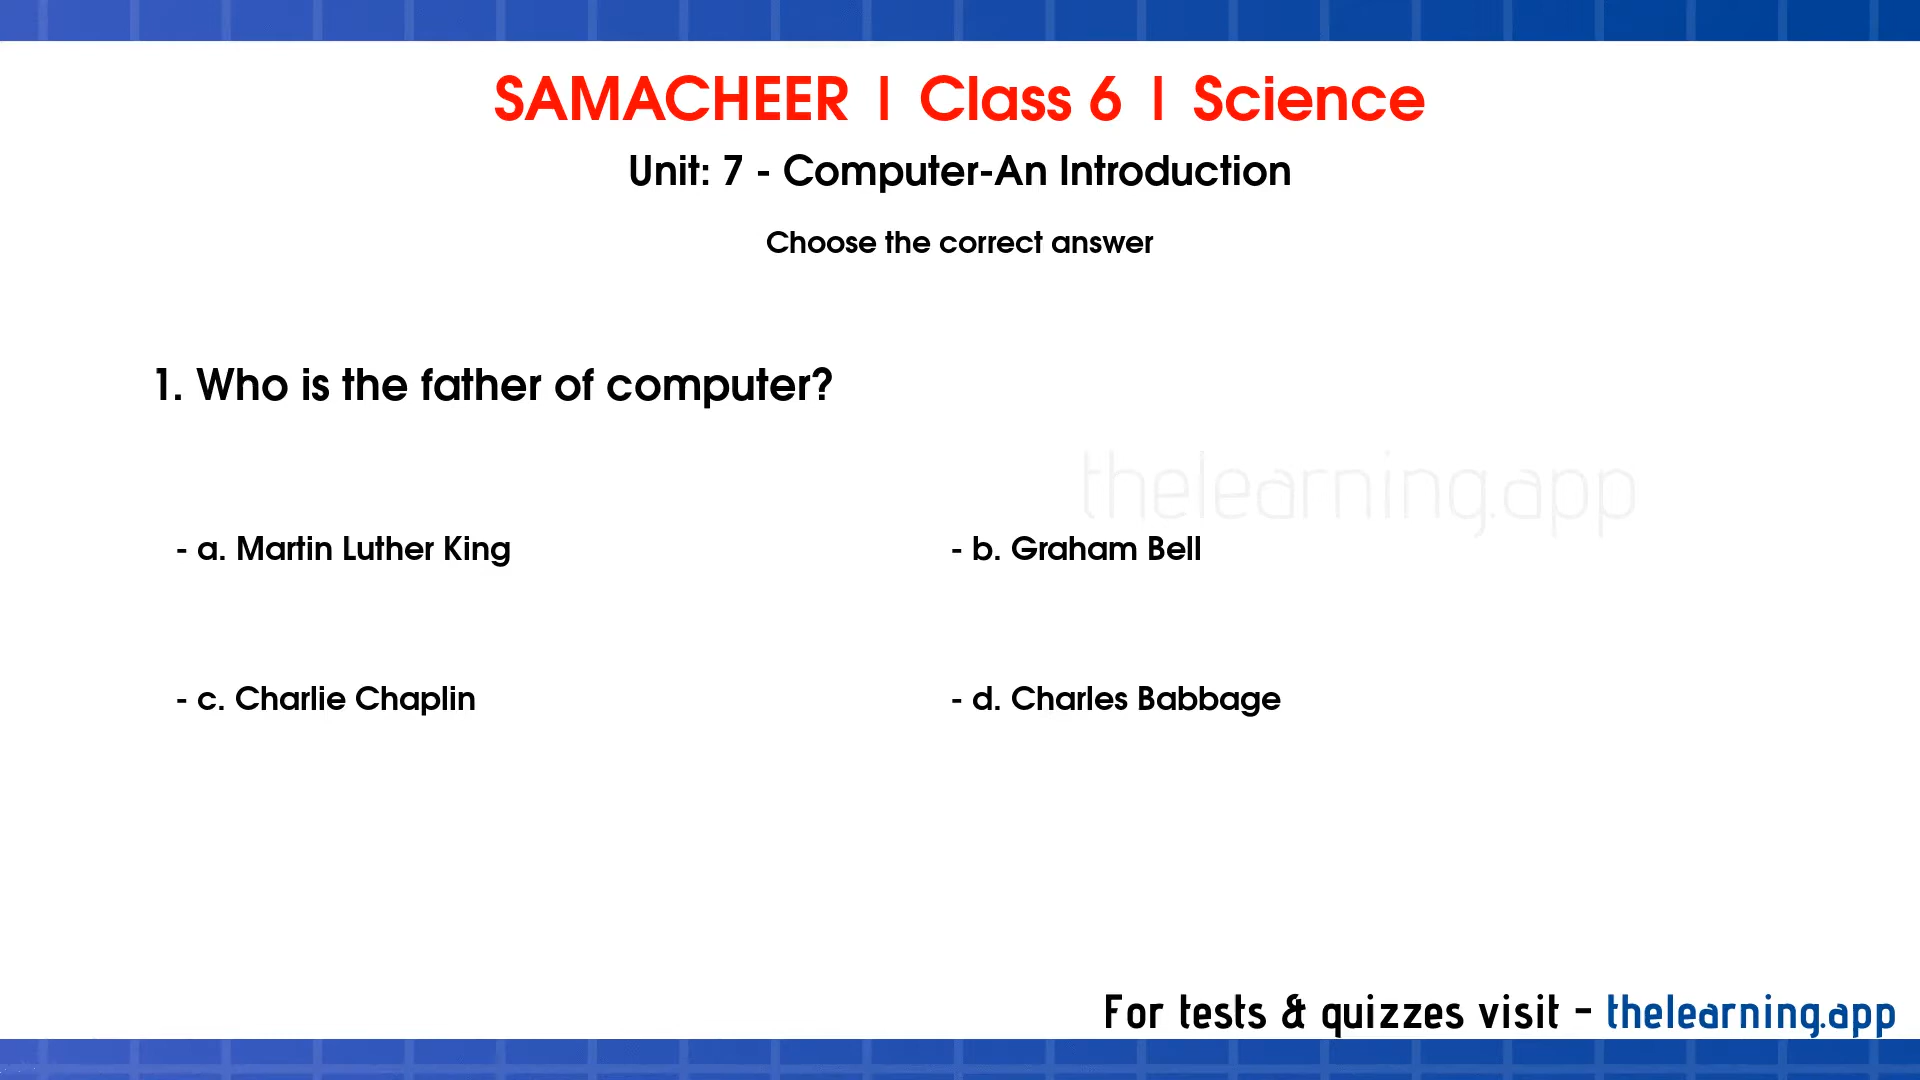 SAMACHEER | Class 6 | Science
Unit: 7 - Computer-An Introduction
Choose the correct answer
1. Who is the father of computer?
thelearning.app
- a. Martin Luther King
- b. Graham Bell
- c. Charlie Chaplin
- d. Charles Babbage
For tests & quizzes visit - thelearning.app